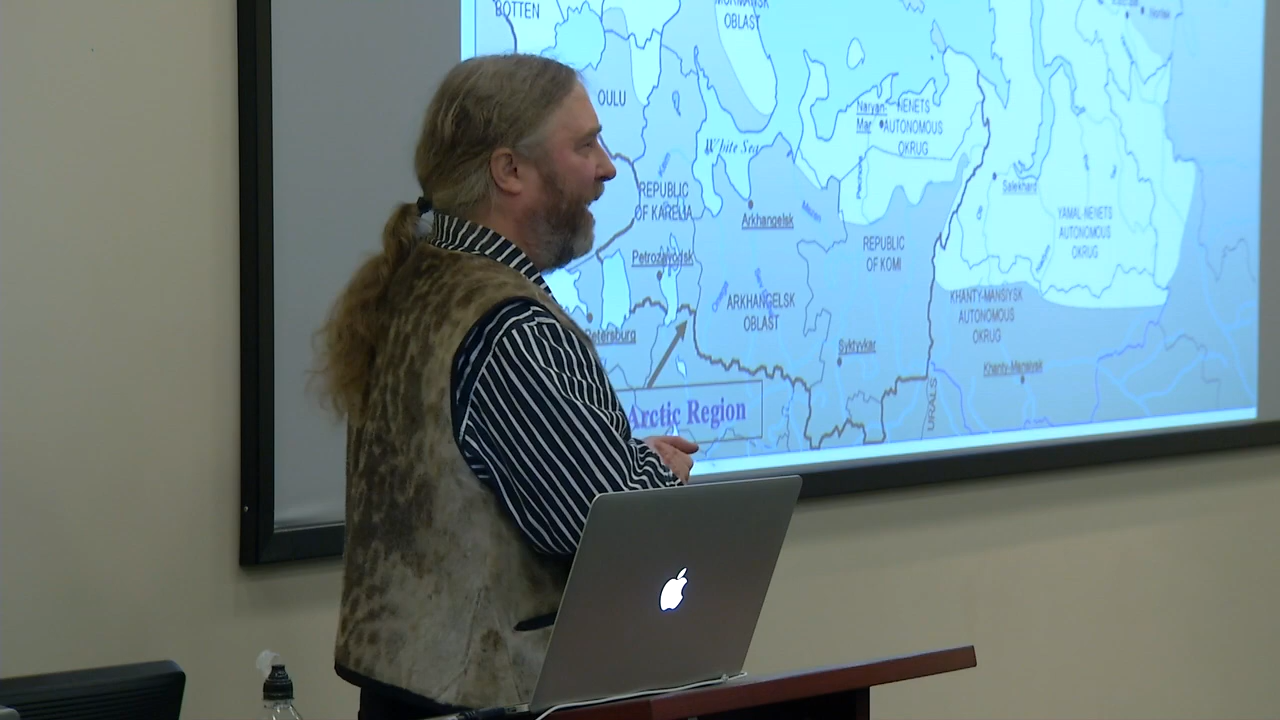 BOTTEN
MURMANSK
OBLAST
OULU
Naryan-
Mar
NENETS
AUTONOMOUS
OKRUG
White Sea
Salekhard
REPUBLIC
OF KARELIA
Arkhangelsk
YAMAL NENETS
AUTONOMOUS
OKRUG
REPUBLIC
OF KOMI
Petrozavodsk
ARKHANGELSK
OBLAST
KHANTY-MANSIYSK
AUTONOMOUS
OKRUG
Petersburg
Syktyvkar
Khanty-Mansiysk
URALS
Arctic Region